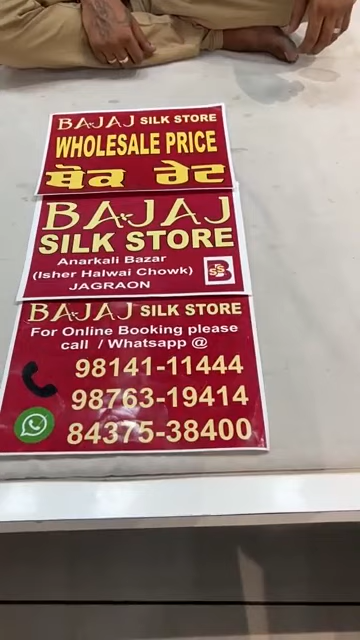 BAJAJ SILK STORE
WHOLESALE PRICE
ਥੋਕ ਰੇਟ
BAJAJ
SILK STORE
Anarkali Bazar
(Isher Halwai Chowk)
JAGRAON
BAJAJ SILK STORE
For Online Booking please
call / Whatsapp @
98141-11444
98763-19414
84375-38400